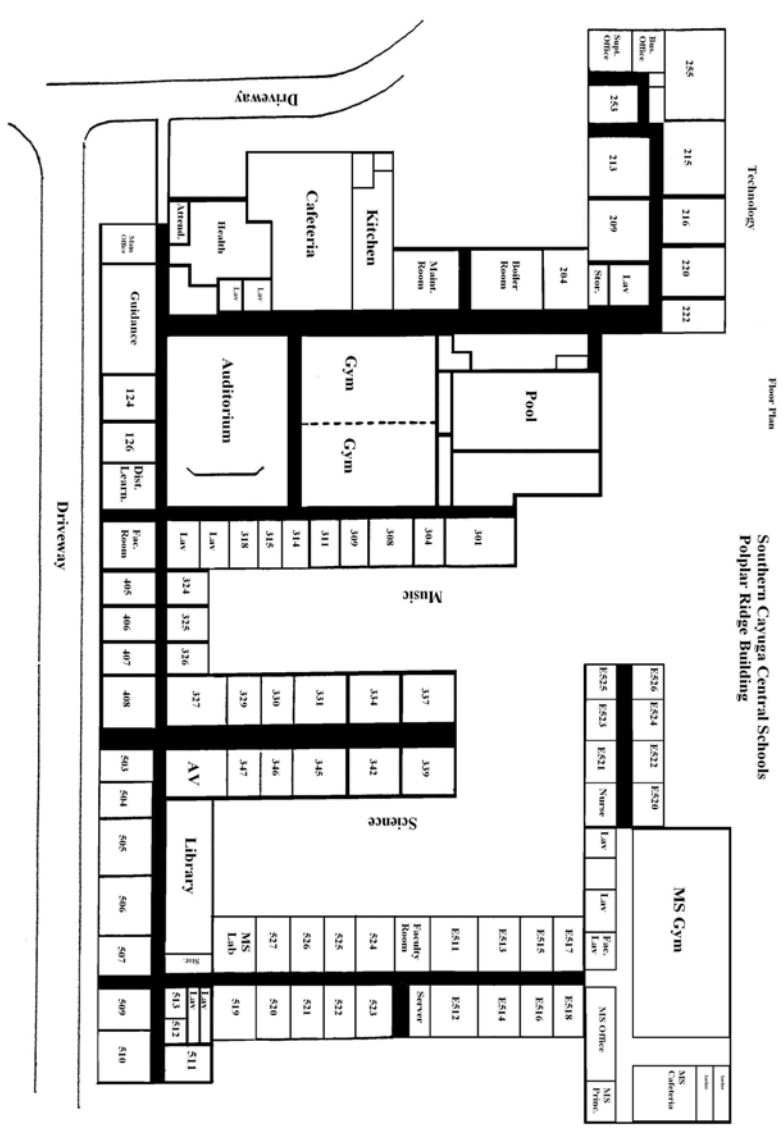 Southern Cayuga Central Schools
Polplar Ridge Building
Floor Plan
Technology
Driveway
Driveway
Music
Science
Main
Office
Guidance
124
126
Dist.
Learn.
Fac.
Room
405
406
407
408
503
504
505
506
507
509
510
Attend.
Health
Lav
Lav
Cafeteria
Kitchen
Maint.
Room
Boiler
Room
204
Stor.
Lav
209
213
253
Supt.
Office
Bus.
Office
255
215
216
220
222
Auditorium
Gym
Gym
Pool
Lav
Lav
318
315
314
311
309
308
304
301
324
325
326
327
329
330
331
334
337
AV
347
346
345
342
339
Library
Stor.
MS
Lab
527
526
525
524
Faculty
Room
E511
E513
E515
E517
513
512
Lav
Lav
511
519
520
521
522
523
Server
E512
E514
E516
E518
E525
E523
E521
Nurse
Lav
Lav
Fac.
Lav
MS Office
MS
Princ.
E526
E524
E522
E520
MS Gym
MS
Cafeteria